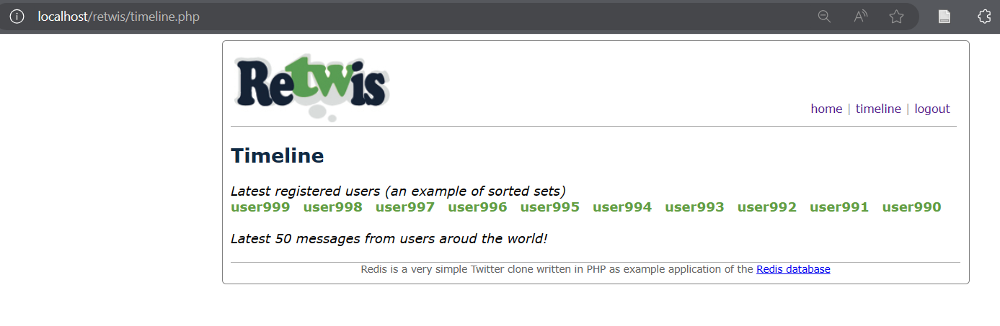 localhost/retwis/timeline.php
Retwis
home | timeline | logout
Timeline
Latest registered users (an example of sorted sets)
user999 user998 user997 user996 user995 user994 user993 user992 user991 user990
Latest 50 messages from users aroud the world!
Redis is a very simple Twitter clone written in PHP as example application of the Redis database